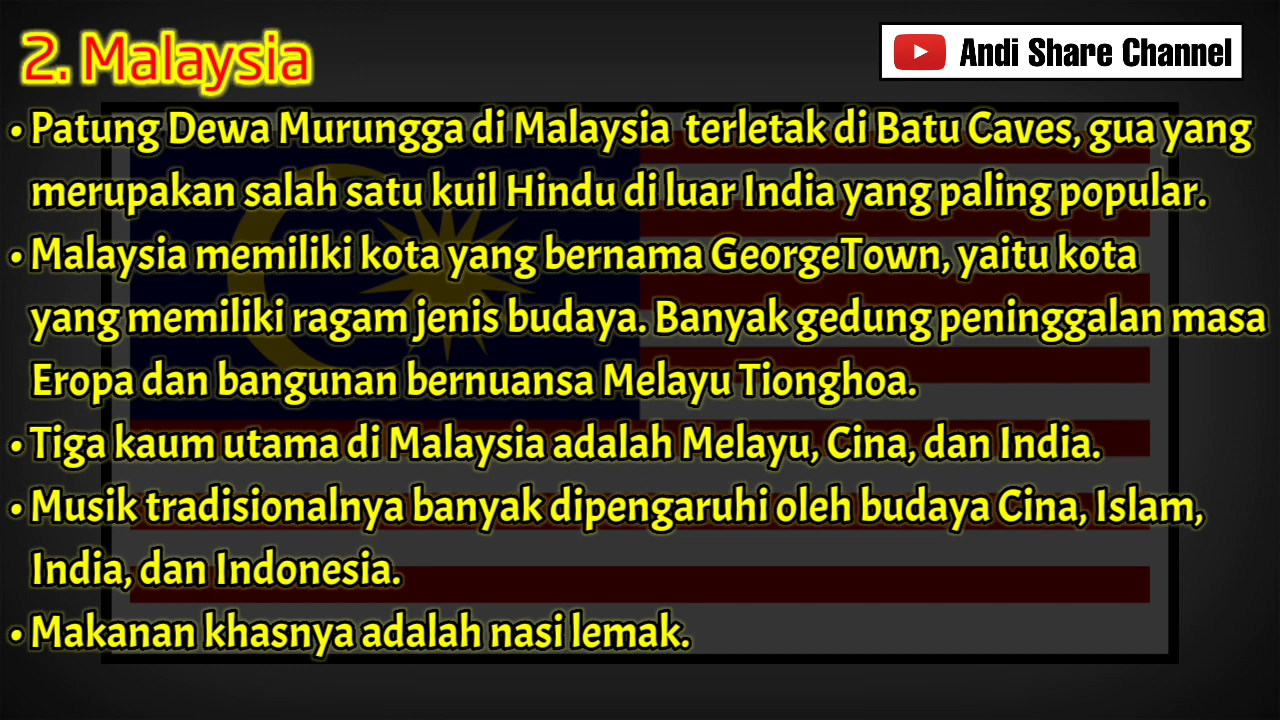 2. Malaysia
Andi Share Channel
• Patung Dewa Murungga di Malaysia terletak di Batu Caves, gua yang
merupakan salah satu kuil Hindu di luar India yang paling popular.
• Malaysia memiliki kota yang bernama GeorgeTown, yaitu kota
yang memiliki ragam jenis budaya. Banyak gedung peninggalan masa
Eropa dan bangunan bernuansa Melayu Tionghoa.
• Tiga kaum utama di Malaysia adalah Melayu, Cina, dan India.
• Musik tradisionalnya banyak dipengaruhi oleh budaya Cina, Islam,
India, dan Indonesia.
• Makanan khasnya adalah nasi lemak.